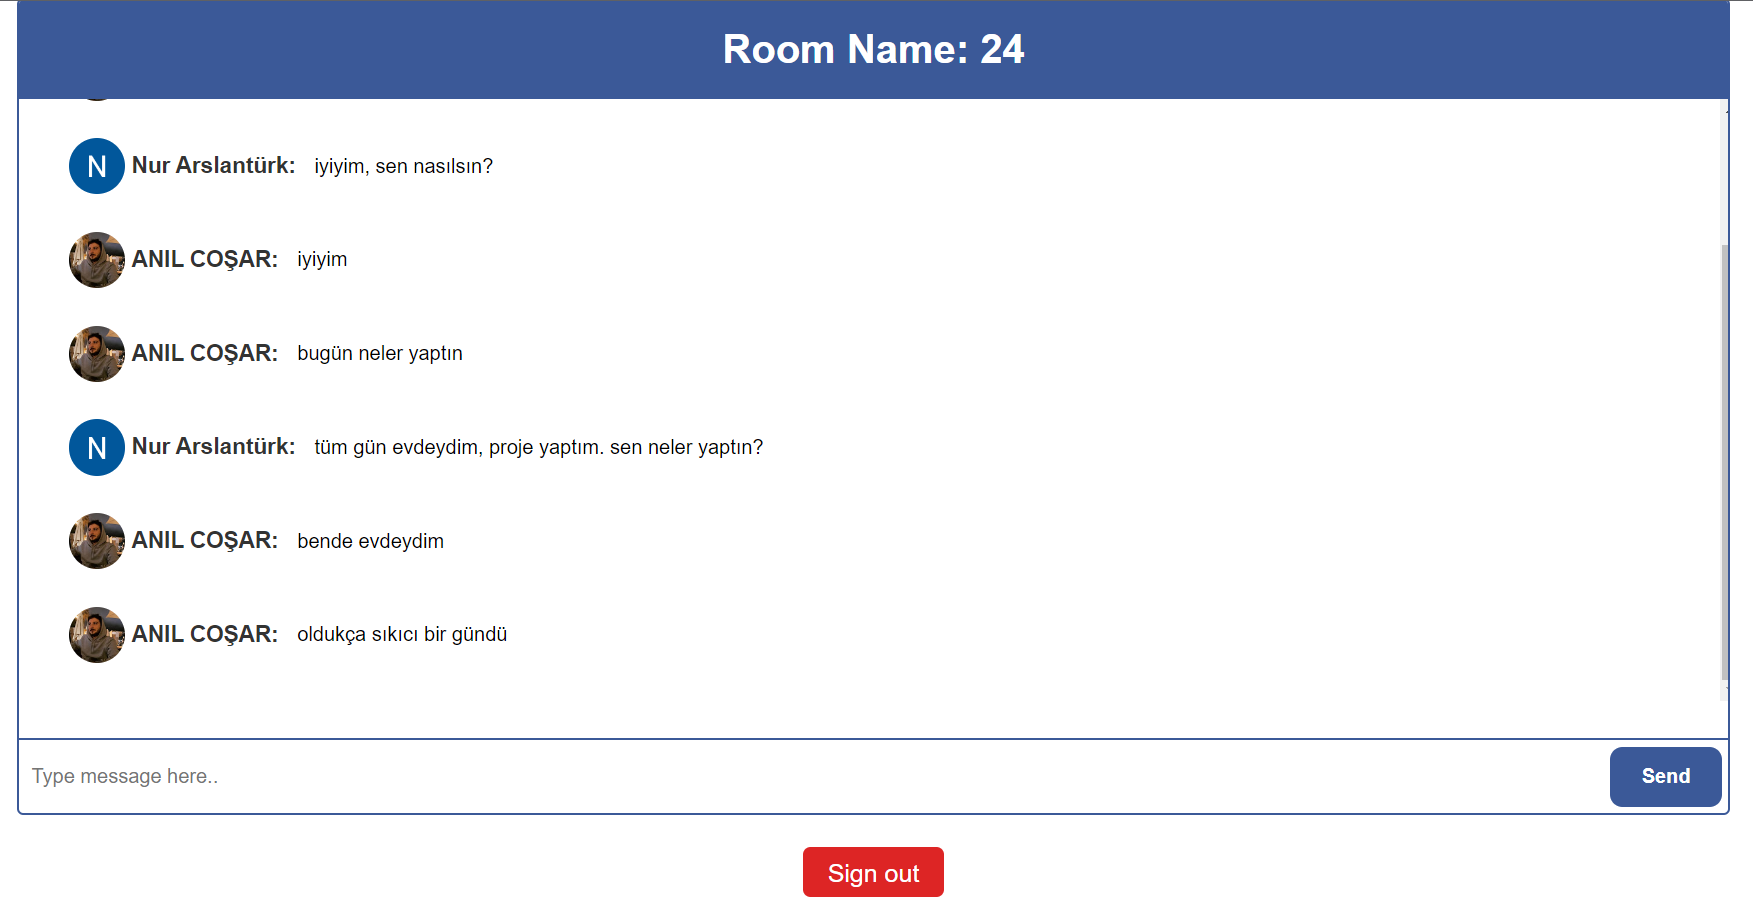 Room Name: 24
N Nur Arslantürk: iyiyim, sen nasılsın?
ANIL COŞAR: iyiyim
ANIL COŞAR: bugün neler yaptın
N Nur Arslantürk: tüm gün evdeydim, proje yaptım. sen neler yaptın?
ANIL COŞAR: bende evdeydim
ANIL COŞAR: oldukça sıkıcı bir gündü
Type message here..
Send
Sign out